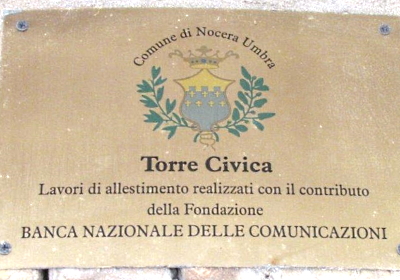 Comune di Nocera Umbra
Torre Civica
Lavori di allestimento realizzati con il contributo
della Fondazione
BANCA NAZIONALE DELLE COMUNICAZIONI